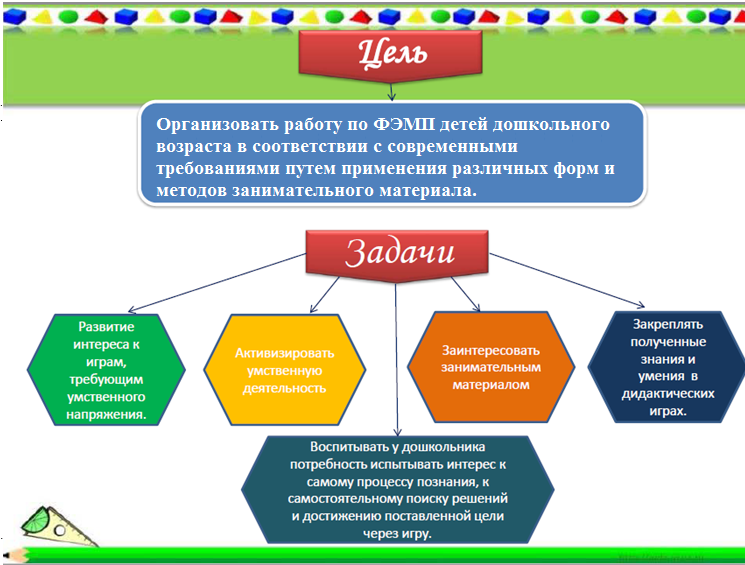 Цель
Организовать работу по ФЭМП детей дошкольного
возраста в соответствии с современными
требованиями путем применения различных форм и
методов занимательного материала.
Задачи
Развитие
интереса к
играм,
требующим
умственного
напряжения.
Активизировать
умственную
деятельность
Заинтересовать
занимательным
материалом
Закреплять
полученные
знания и
умения в
дидактических
играх.
Воспитывать у дошкольника
потребность испытывать интерес к
самому процессу познания, к
самостоятельному поиску решений
и достижению поставленной цели
через игру.